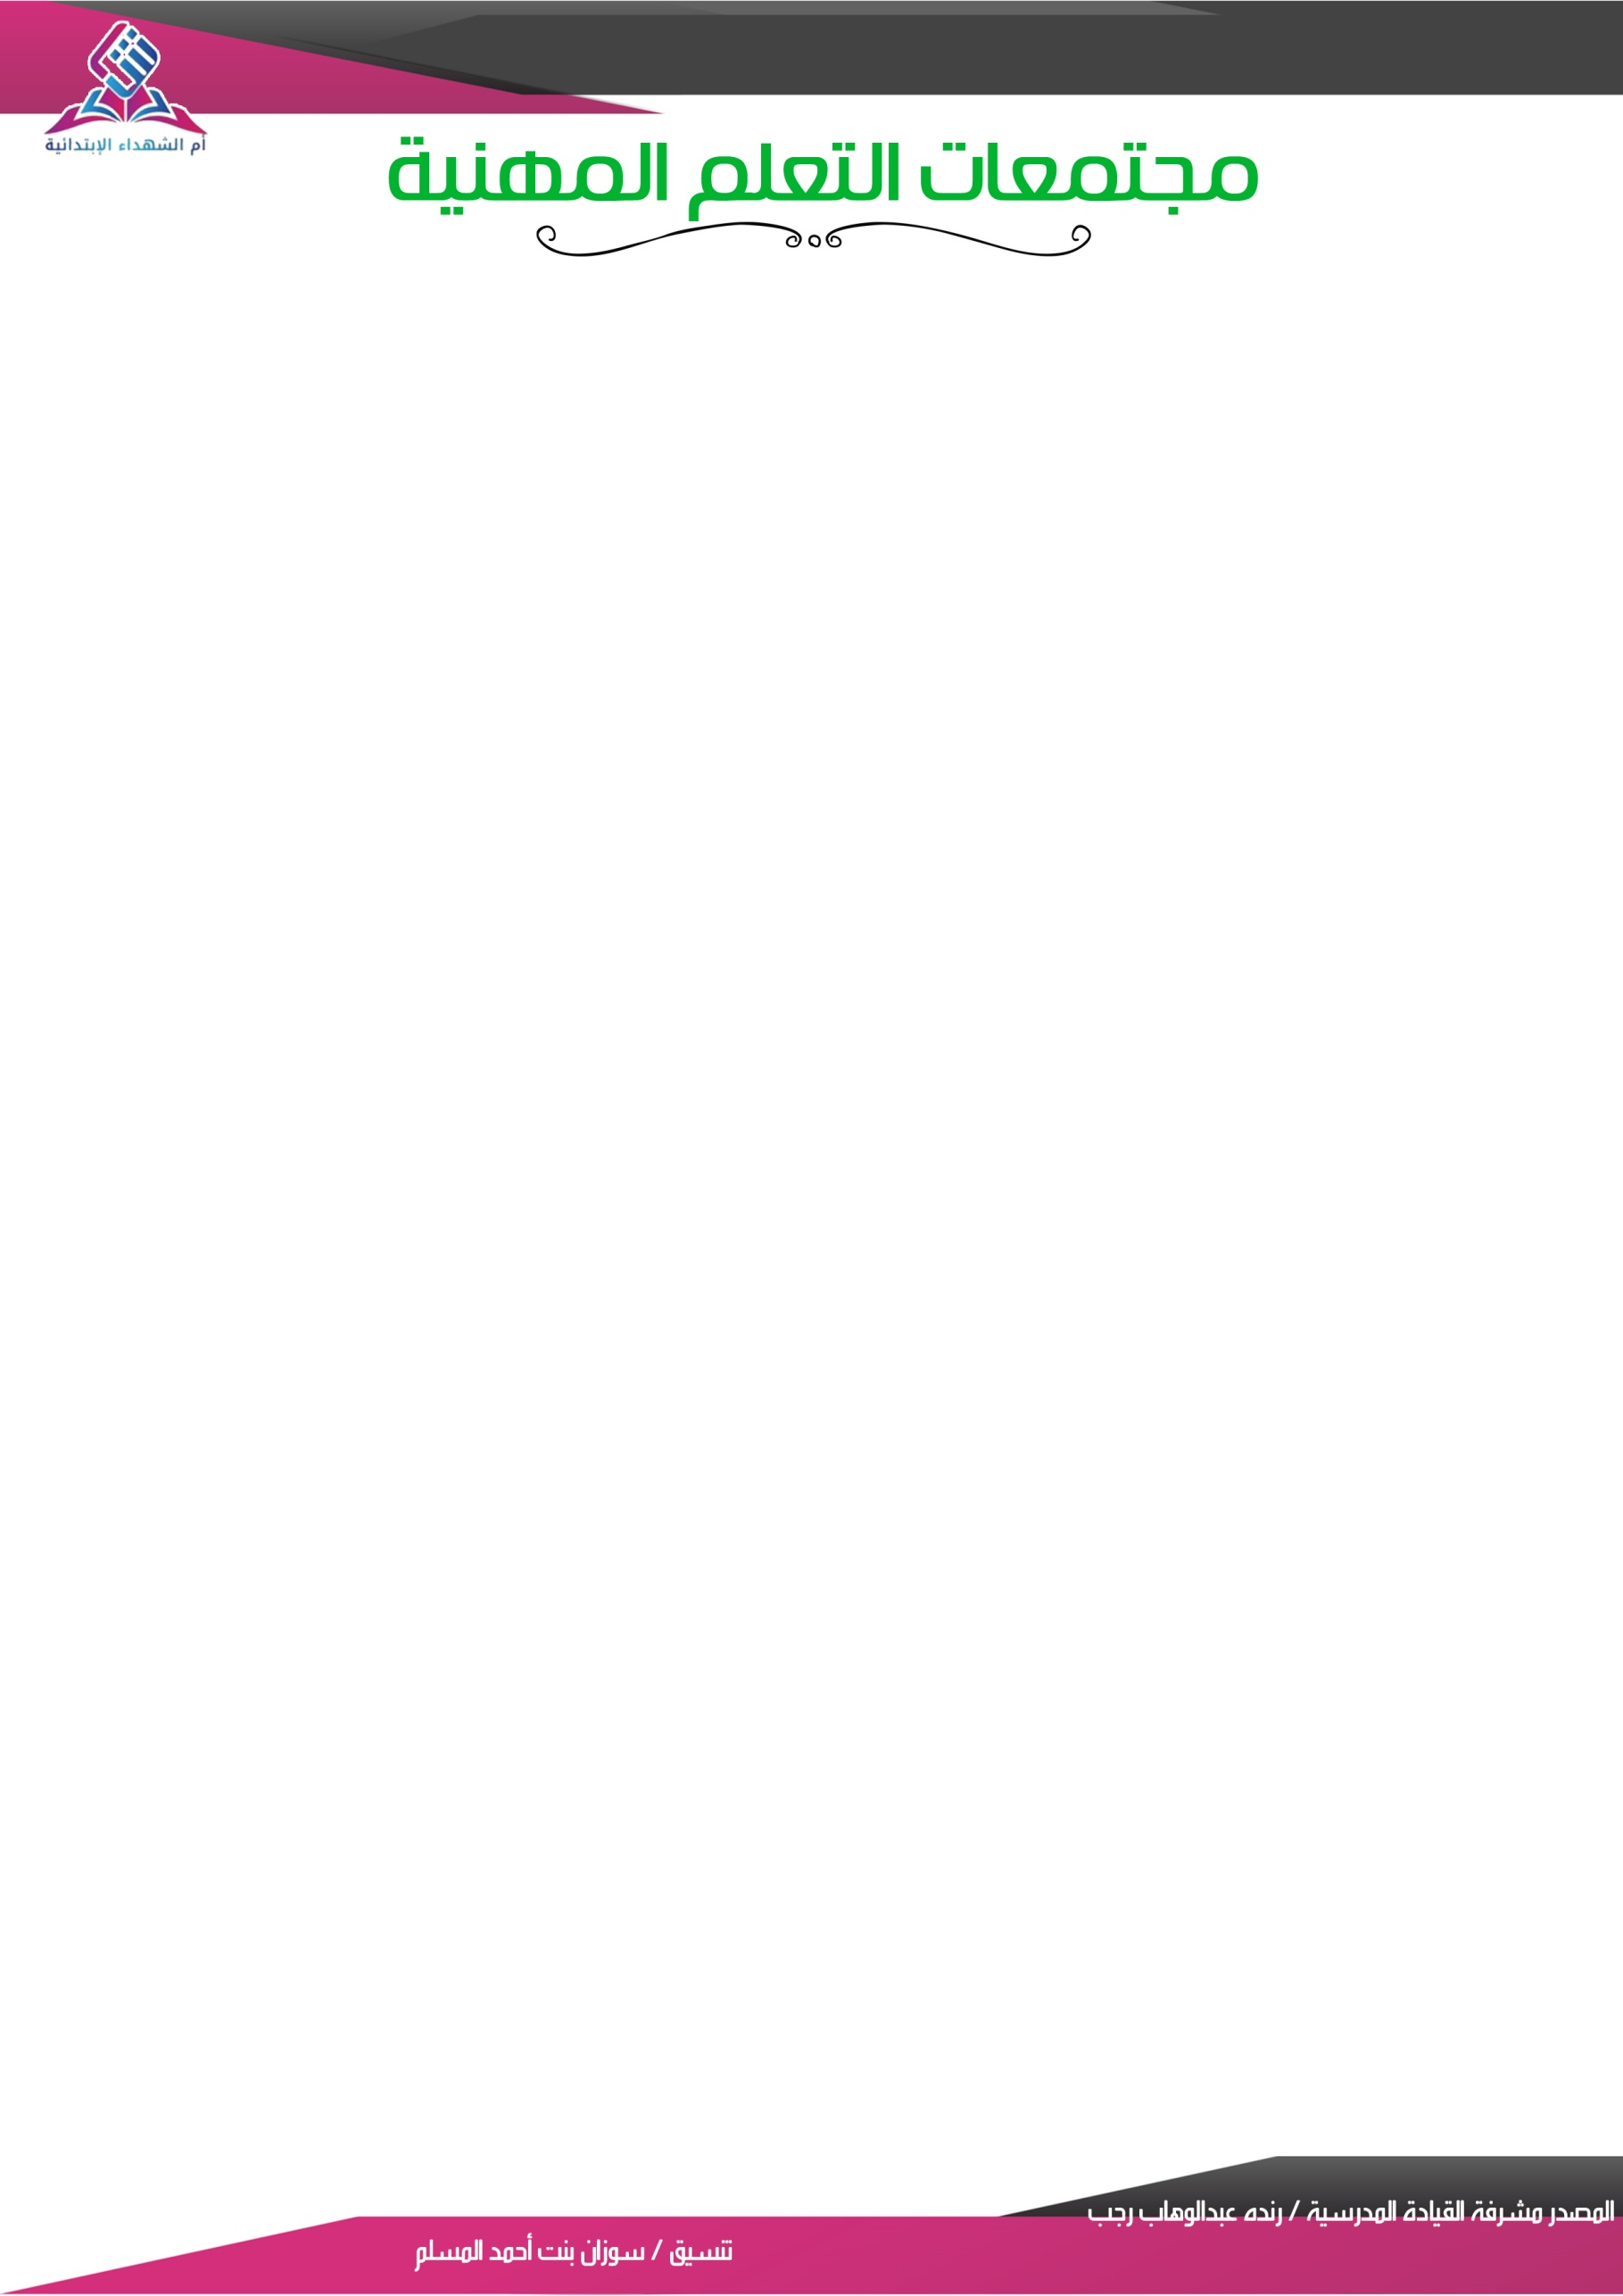 أم الشهداء الإبتدائية
مجتمعات التعلم المهنية
المصدر مشرفة القيادة المدرسية / رنده عبدالوهاب رجب
تنسيق / سوزان بنت أحمد المسلم